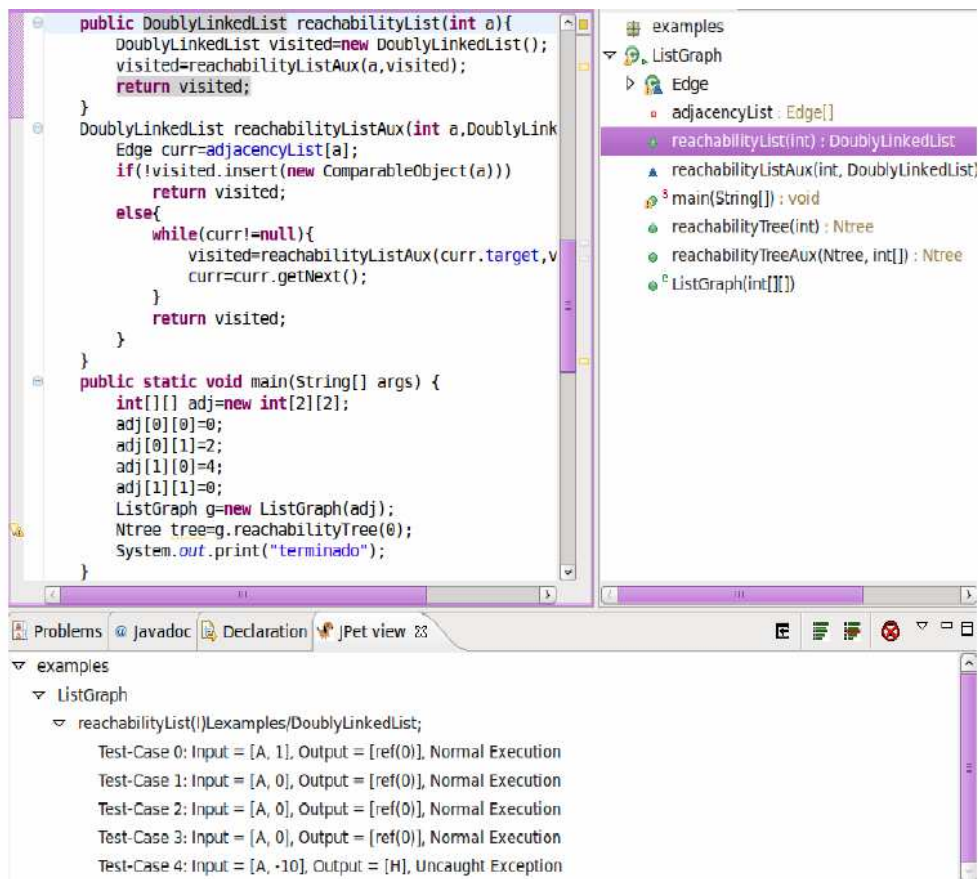 public DoublyLinkedList reachabilityList(int a){
DoublyLinkedList visited=new DoublyLinkedList();
visited=reachabilityListAux(a,visited);
return visited;
}
DoublyLinkedList reachabilityListAux(int a,DoublyLink
Edge curr=adjacencyList[a];
if(!visited.insert(new ComparableObject(a)))
return visited;
else{
while(curr!=null){
visited=reachabilityListAux(curr.target,v
curr=curr.getNext();
}
return visited;
}
}
public static void main(String[] args) {
int[][] adj=new int[2][2];
adj[0][0]=0;
adj[0][1]=2;
adj[1][0]=4;
adj[1][1]=0;
ListGraph g=new ListGraph(adj);
Ntree tree=g.reachabilityTree(0);
System.out.print("terminado");
}
examples
ListGraph
Edge
adjacencyList : Edge[]
reachabilityList(int) : DoublyLinkedList
reachabilityListAux(int, DoublyLinkedList)
S main(String[]) : void
reachabilityTree(int) : Ntree
reachabilityTreeAux(Ntree, int[]) : Ntree
c ListGraph(int[][])
Problems @ Javadoc Declaration JPet view
examples
ListGraph
reachabilityList(I)Lexamples/DoublyLinkedList;
Test-Case 0: Input = [A, 1], Output = [ref(0)], Normal Execution
Test-Case 1: Input = [A, 0], Output = [ref(0)], Normal Execution
Test-Case 2: Input = [A, 0], Output = [ref(0)], Normal Execution
Test-Case 3: Input = [A, 0], Output = [ref(0)], Normal Execution
Test-Case 4: Input = [A, -10], Output = [H], Uncaught Exception